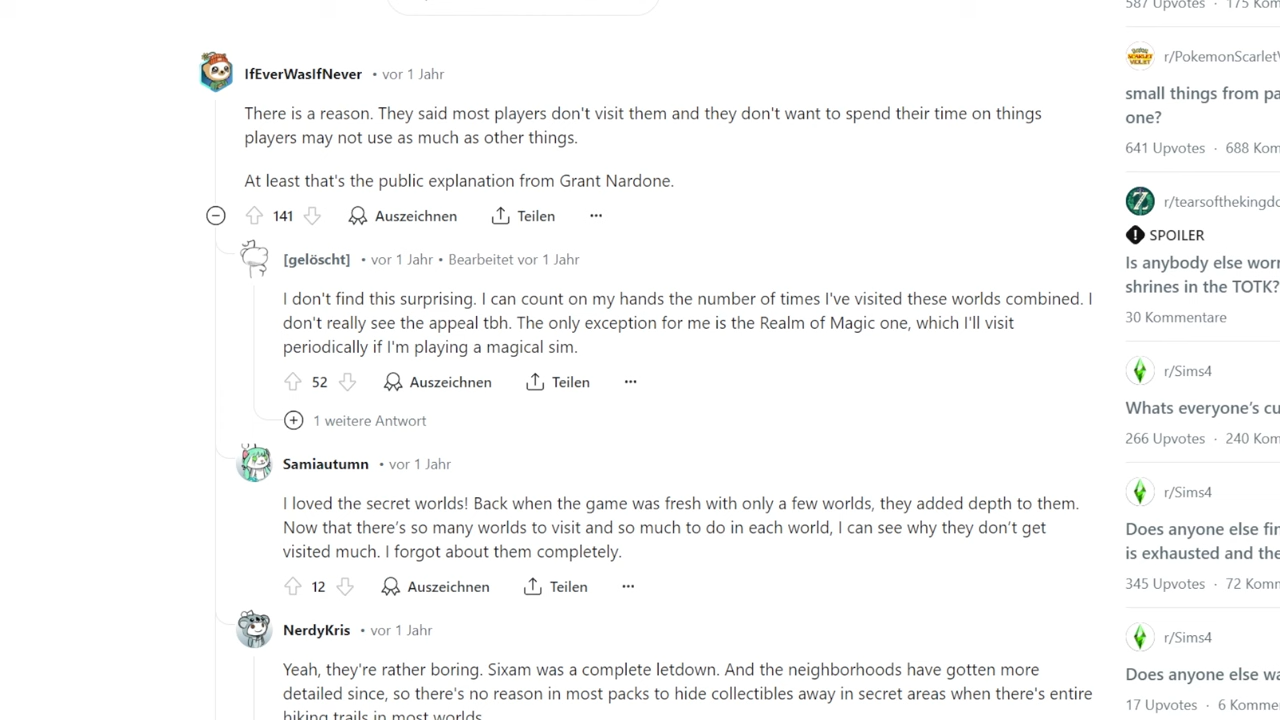 587 Upvotes · 175 Kom
IfEverWasIfNever • vor 1 Jahr
There is a reason. They said most players don't visit them and they don't want to spend their time on things
players may not use as much as other things.
At least that's the public explanation from Grant Nardone.
141 Auszeichnen Teilen ...
[gelöscht] • vor 1 Jahr • Bearbeitet vor 1 Jahr
I don't find this surprising. I can count on my hands the number of times I've visited these worlds combined. I
don't really see the appeal tbh. The only exception for me is the Realm of Magic one, which I'll visit
periodically if I'm playing a magical sim.
52 Auszeichnen Teilen ...
1 weitere Antwort
Samiautumn • vor 1 Jahr
I loved the secret worlds! Back when the game was fresh with only a few worlds, they added depth to them.
Now that there's so many worlds to visit and so much to do in each world, I can see why they don't get
visited much. I forgot about them completely.
12 Auszeichnen Teilen ...
NerdyKris • vor 1 Jahr
Yeah, they're rather boring. Sixam was a complete letdown. And the neighborhoods have gotten more
detailed since, so there's no reason in most packs to hide collectibles away in secret areas when there's entire
hiking trails in most worlds
r/PokemonScarletV
small things from pa
one?
641 Upvotes · 688 Kom
r/tearsofthekingdo
SPOILER
Is anybody else worr
shrines in the TOTK?
30 Kommentare
r/Sims4
Whats everyone's cu
266 Upvotes · 240 Kom
r/Sims4
Does anyone else fin
is exhausted and the
345 Upvotes · 72 Komm
r/Sims4
Does anyone else wa
17 Upvotes · 6 Kommen